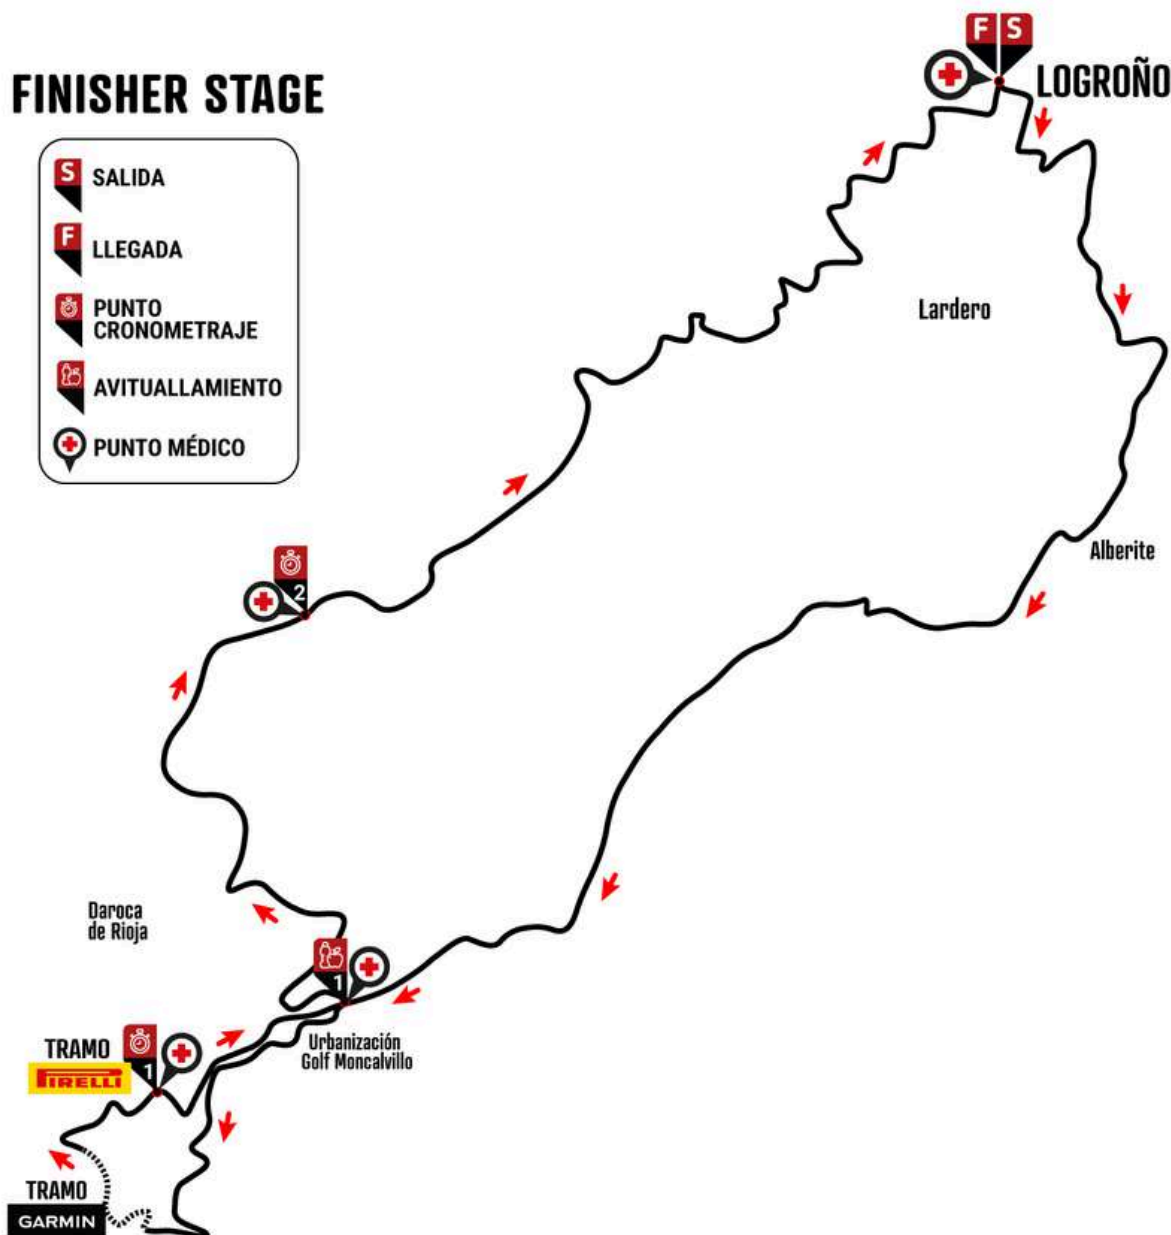 FINISHER STAGE
S
SALIDA
F
LLEGADA
PUNTO
CRONOMETRAJE
AVITUALLAMIENTO
PUNTO MÉDICO
F S
LOGROÑO
Lardero
Alberite
2
Daroca
de Rioja
1
Urbanización
Golf Moncalvillo
TRAMO
PIRELLI
1
TRAMO
GARMIN